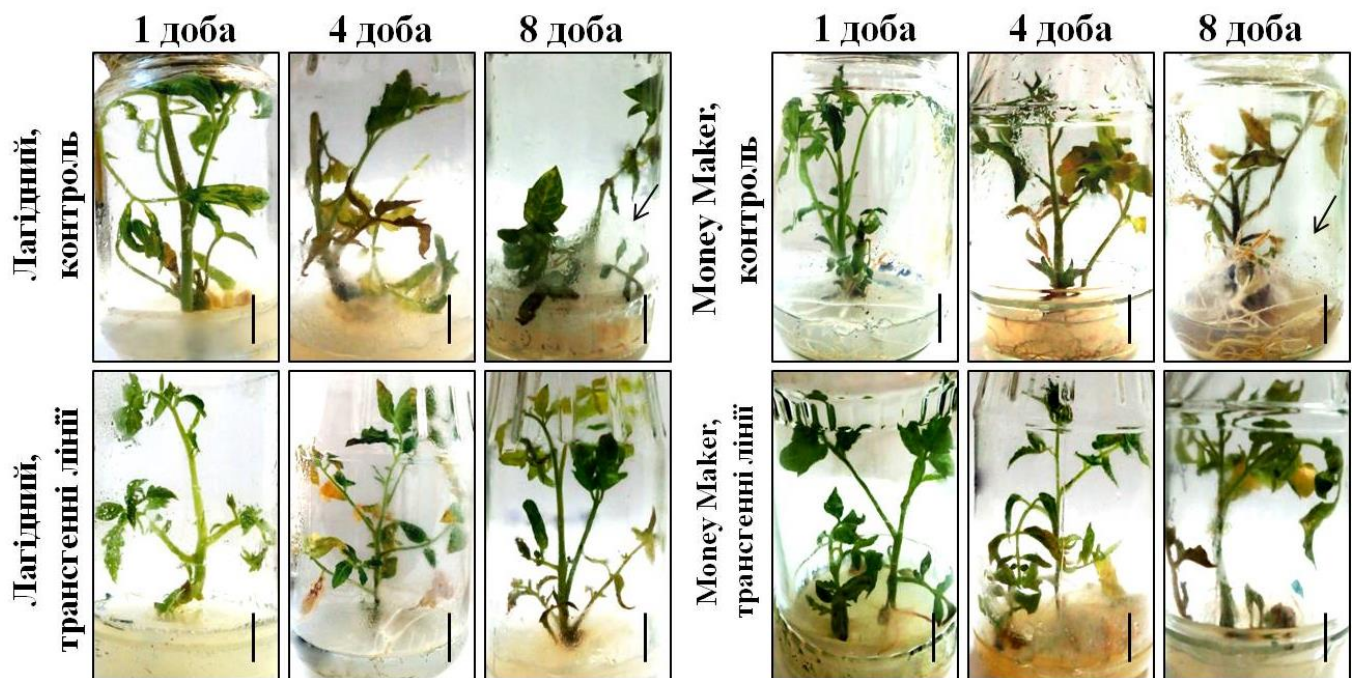 1 доба 4 доба 8 доба
Лагідний,
контроль
Лагідний,
трансгенні лінії
1 доба 4 доба 8 доба
Money Maker,
контроль
Money Maker,
трансгенні лінії